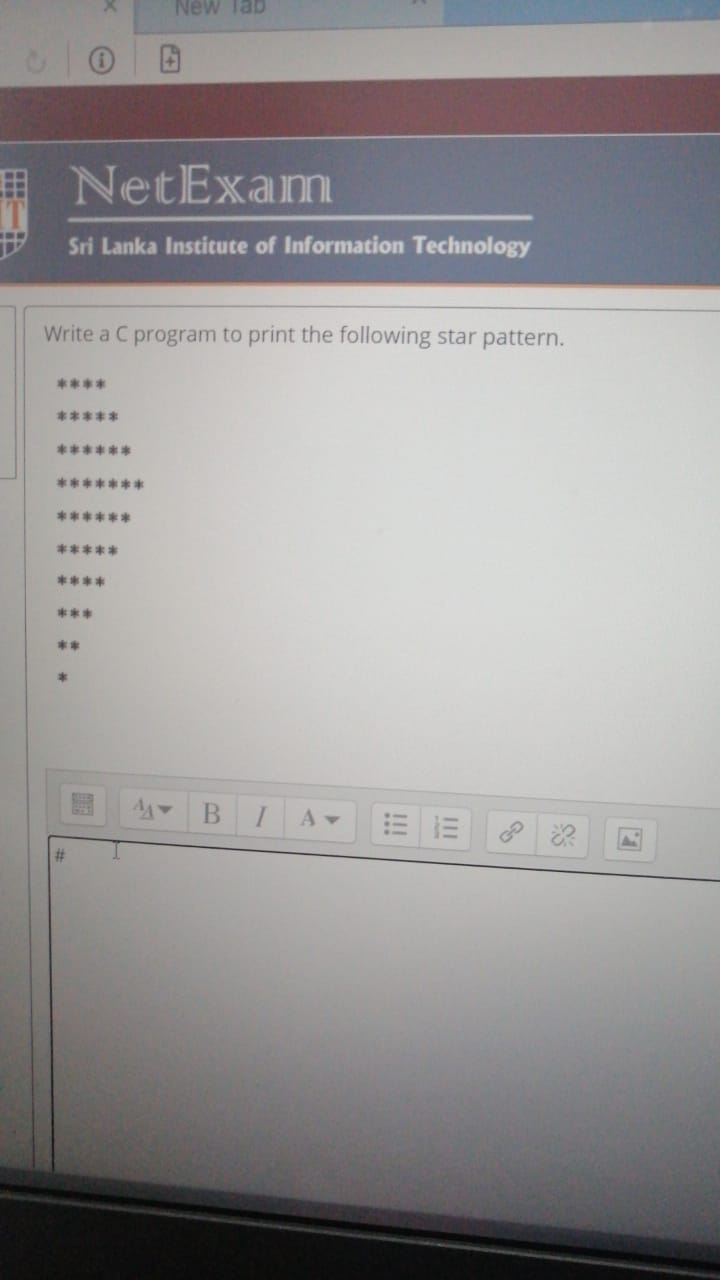 New Tab
NetExam
Sri Lanka Institute of Information Technology
Write a C program to print the following star pattern.
****
*****
******
*******
******
*****
****
***
**
*
B I A
#